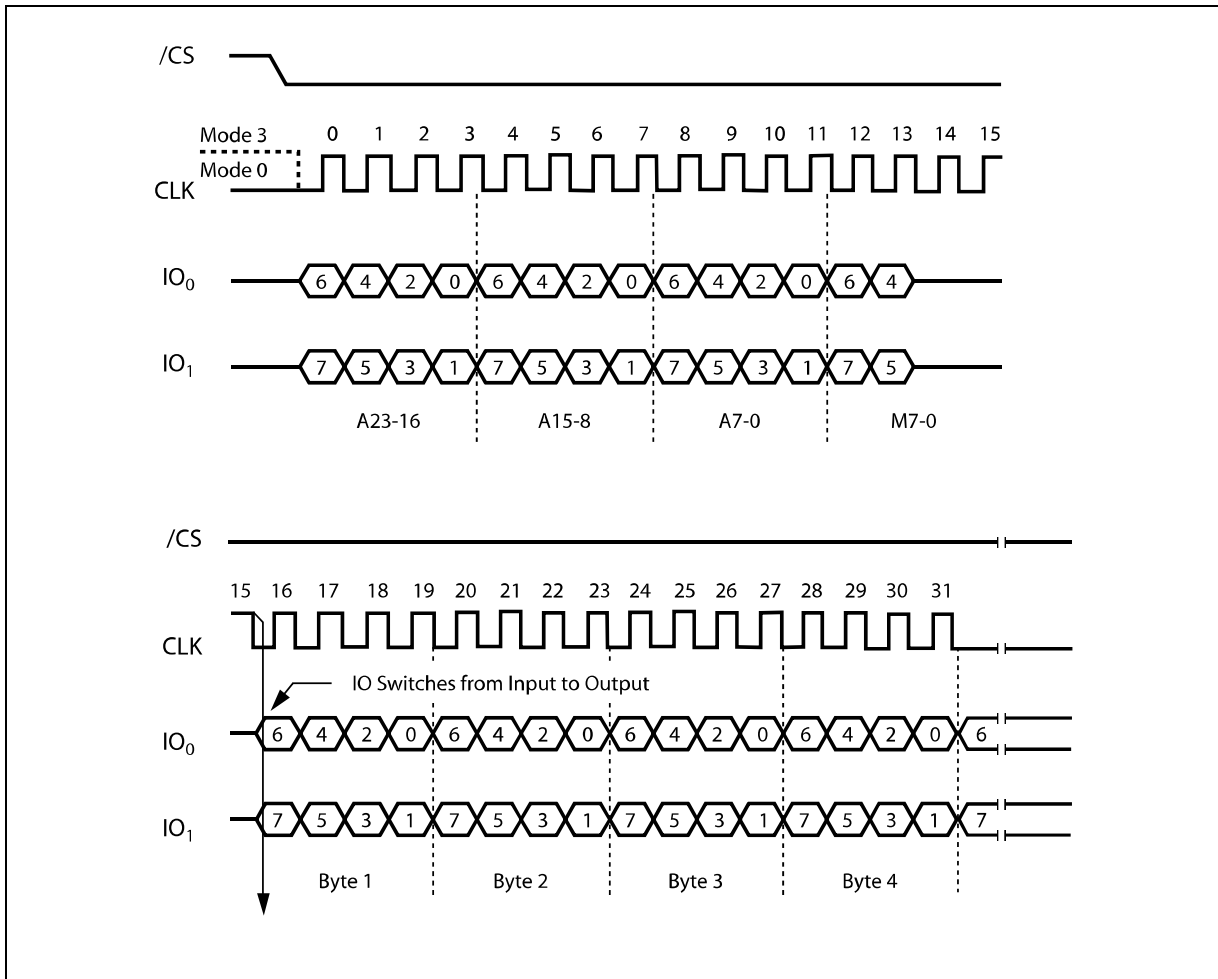 /CS
Mode 3 0 1 2 3 4 5 6 7 8 9 10 11 12 13 14 15
Mode 0
CLK
IO₀ 6 4 2 0 6 4 2 0 6 4 2 0 6 4
IO₁ 7 5 3 1 7 5 3 1 7 5 3 1 7 5
A23-16 A15-8 A7-0 M7-0
/CS
15 16 17 18 19 20 21 22 23 24 25 26 27 28 29 30 31
CLK
IO Switches from Input to Output
IO₀ 6 4 2 0 6 4 2 0 6 4 2 0 6 4 2 0 6
IO₁ 7 5 3 1 7 5 3 1 7 5 3 1 7 5 3 1 7
Byte 1 Byte 2 Byte 3 Byte 4